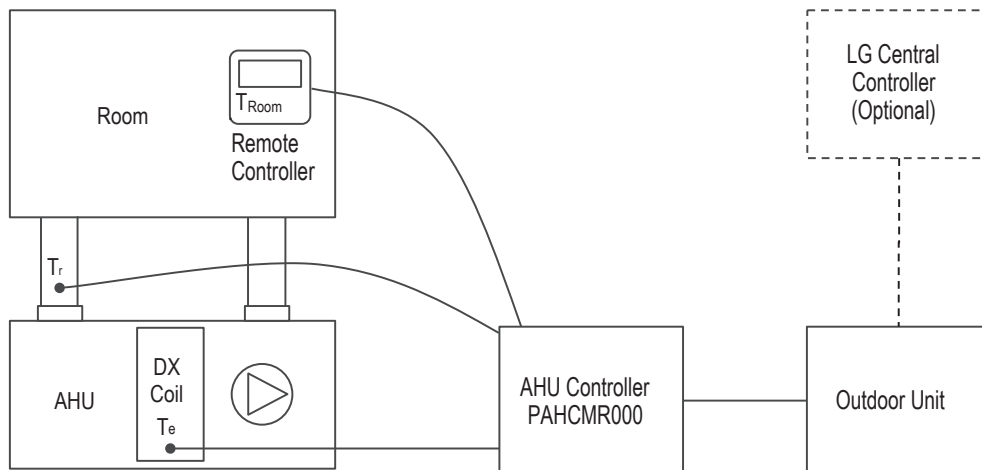 Room
TRoom
Remote
Controller
LG Central
Controller
(Optional)
Tr
AHU
DX
Coil
Te
AHU Controller
PAHCMR000
Outdoor Unit